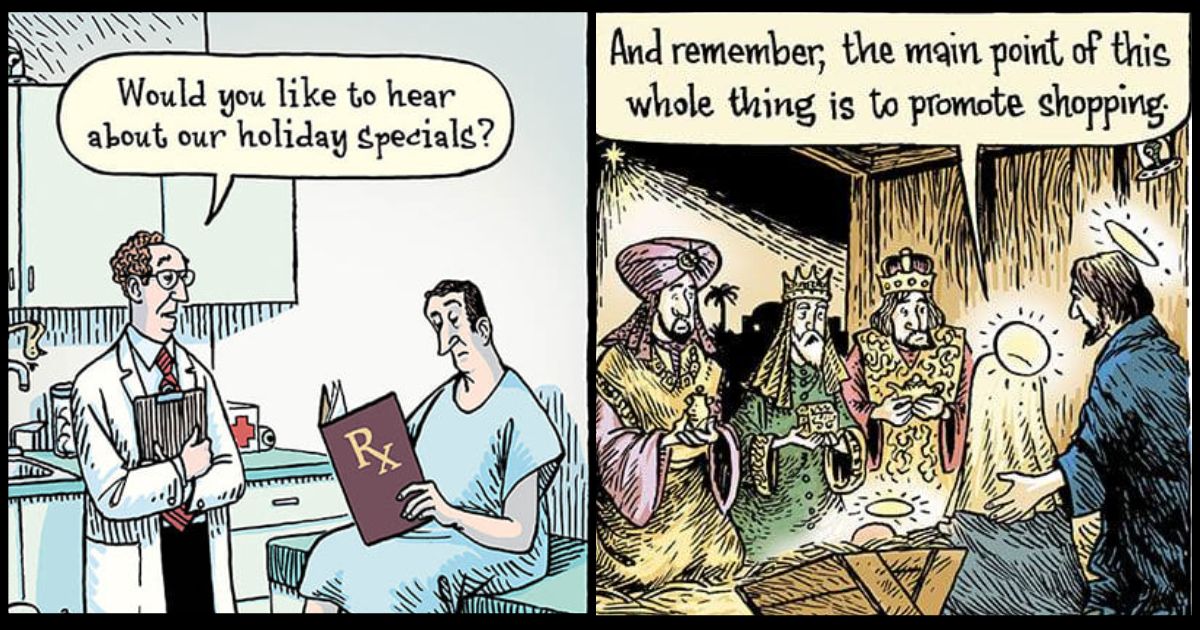 Would you like to hear
about our holiday specials?
Rx
And remember, the main point of this
whole thing is to promote shopping.